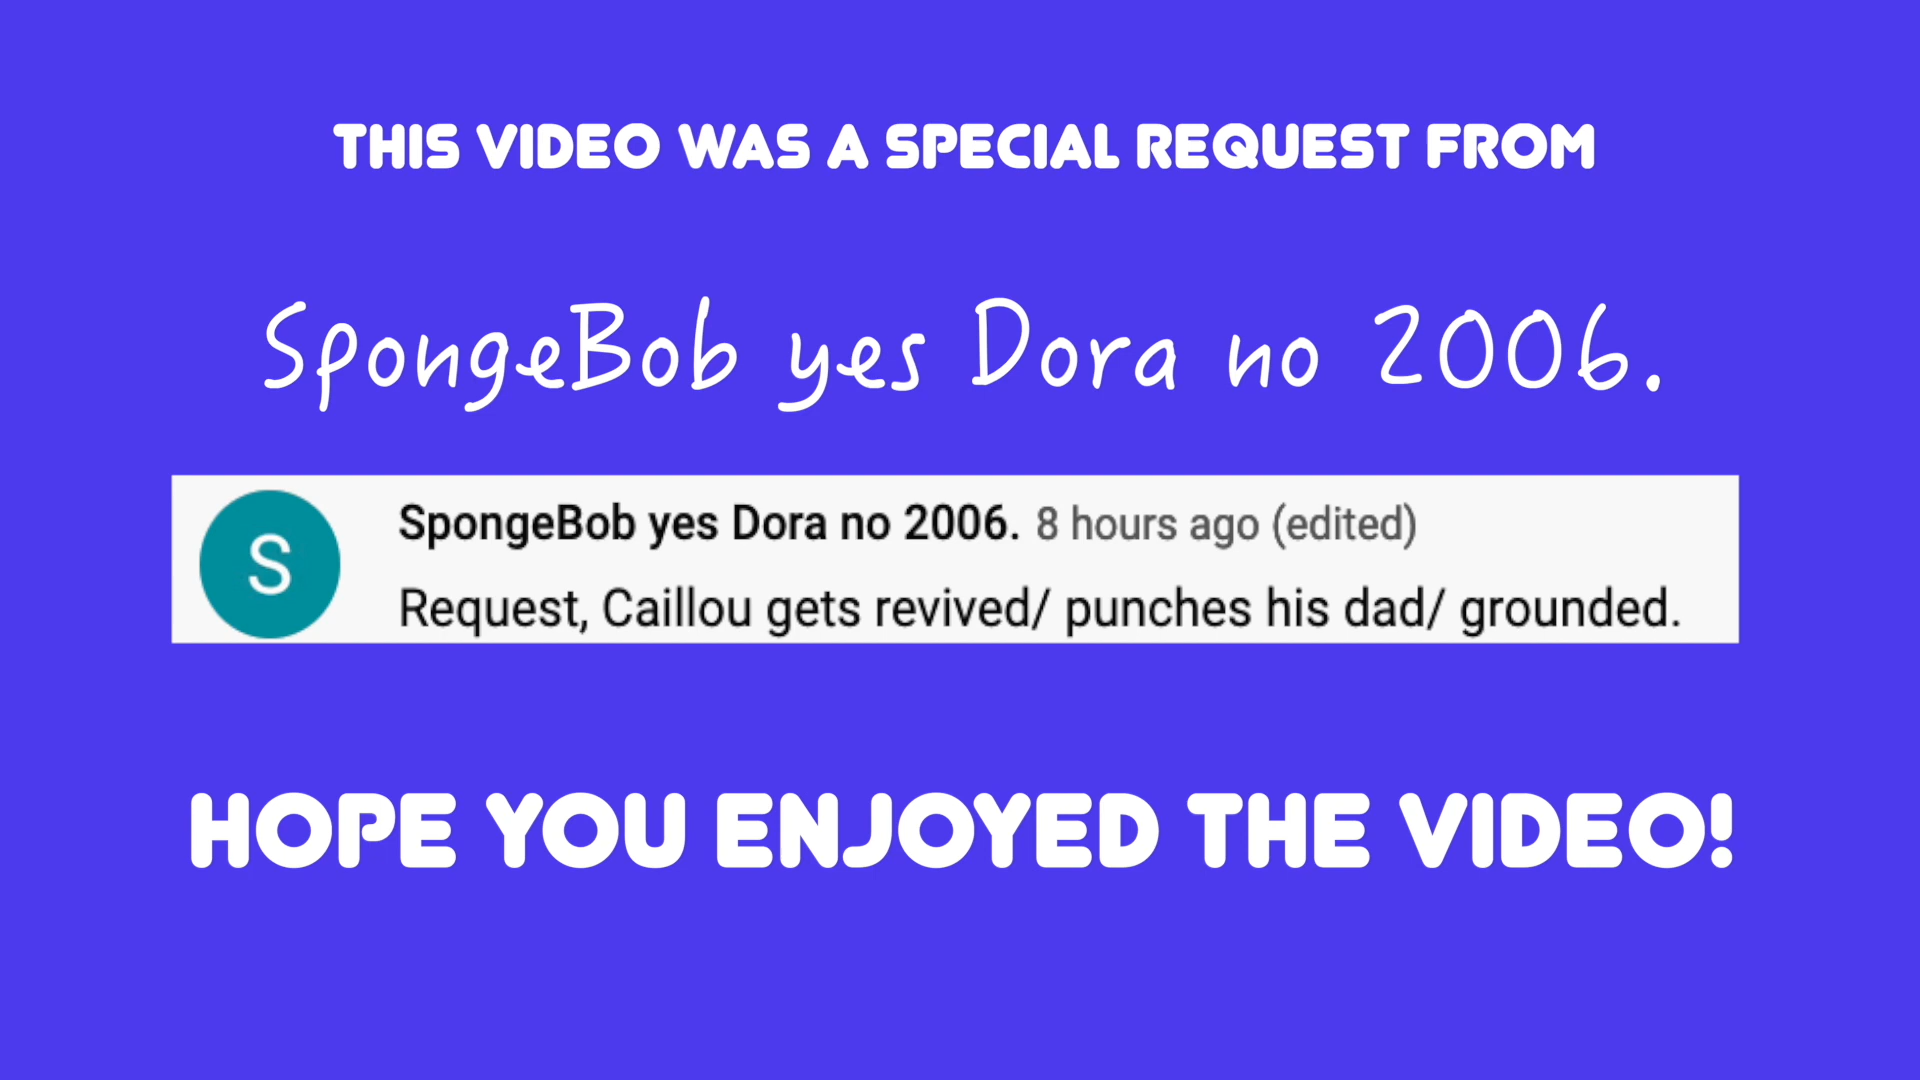 THIS VIDEO WAS A SPECIAL REQUEST FROM
SpongeBob yes Dora no 2006.
S
SpongeBob yes Dora no 2006. 8 hours ago (edited)
Request, Caillou gets revived/ punches his dad/ grounded.
HOPE YOU ENJOYED THE VIDEO!